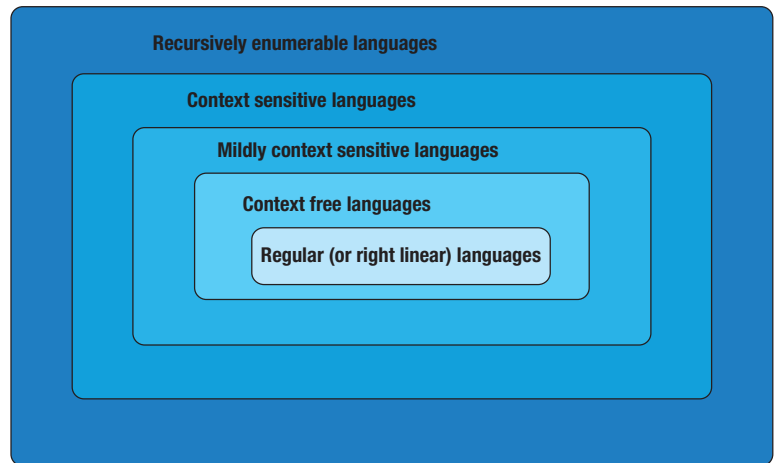 Recursively enumerable languages
Context sensitive languages
Mildly context sensitive languages
Context free languages
Regular (or right linear) languages